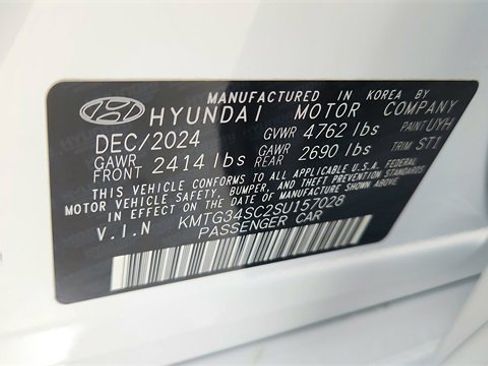 MANUFACTURED IN KOREA BY
HYUNDAI MOTOR COMPANY
DEC/2024 GVWR 4762 lbs PAINT UYH
GAWR FRONT 2414 lbs GAWR REAR 2690 lbs TRIM STI
THIS VEHICLE CONFORMS TO ALL APPLICABLE U.S.A. FEDERAL
MOTOR VEHICLE SAFETY, BUMPER, AND THEFT PREVENTION STANDARDS
IN EFFECT ON THE DATE OF MANUFACTURE SHOWN ABOVE.
V.I.N KMTG34SC2SU157028
PASSENGER CAR